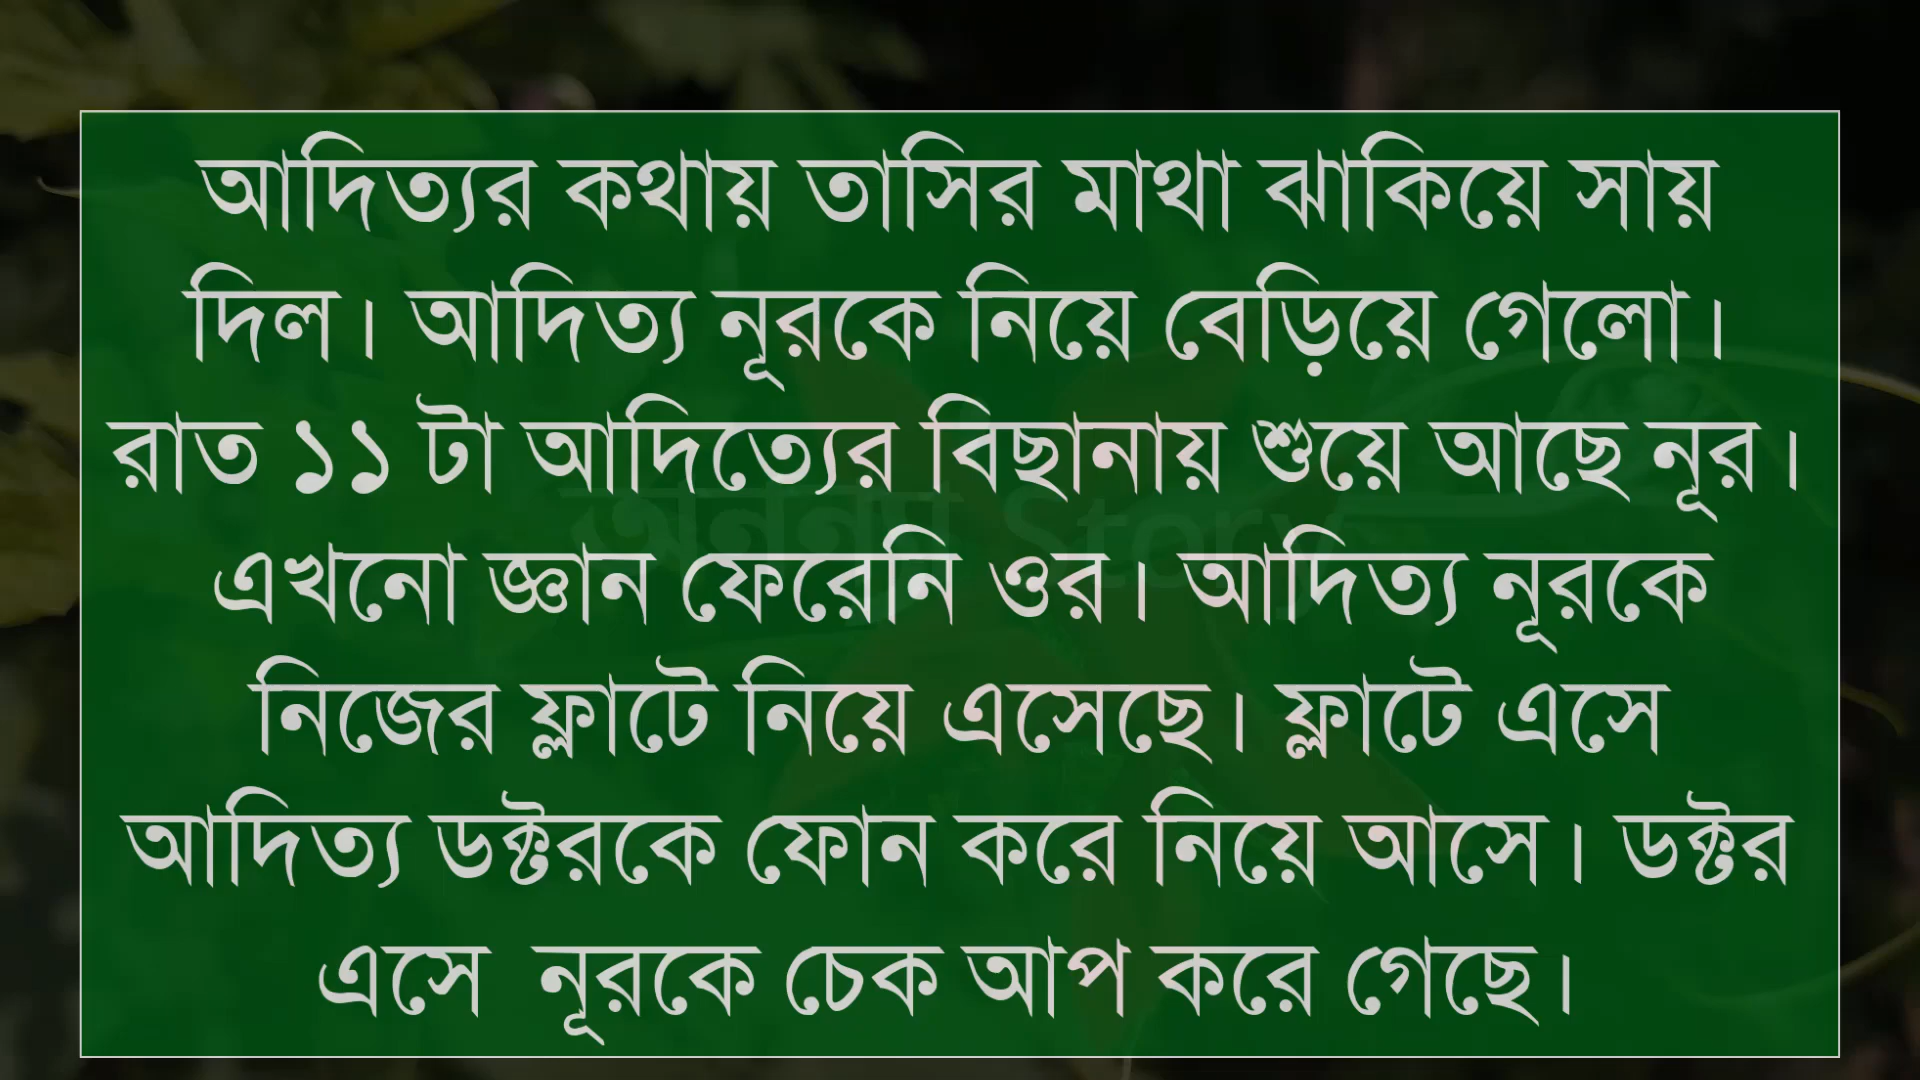 আদিত্যর কথায় তাসির মাথা ঝাকিয়ে সায়
দিল। আদিত্য নূরকে নিয়ে বেড়িয়ে গেলো।
রাত ১১ টা আদিত্যের বিছানায় শুয়ে আছে নূর।
এখনো জ্ঞান ফেরেনি ওর। আদিত্য নূরকে
নিজের ফ্লাটে নিয়ে এসেছে। ফ্লাটে এসে
আদিত্য ডক্টরকে ফোন করে নিয়ে আসে। ডক্টর
এসে নূরকে চেক আপ করে গেছে।